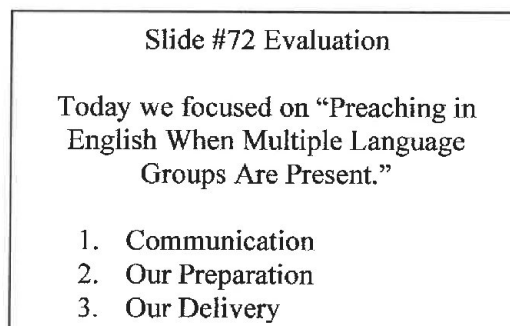 Slide #72 Evaluation
Today we focused on “Preaching in
English When Multiple Language
Groups Are Present.”
1. Communication
2. Our Preparation
3. Our Delivery